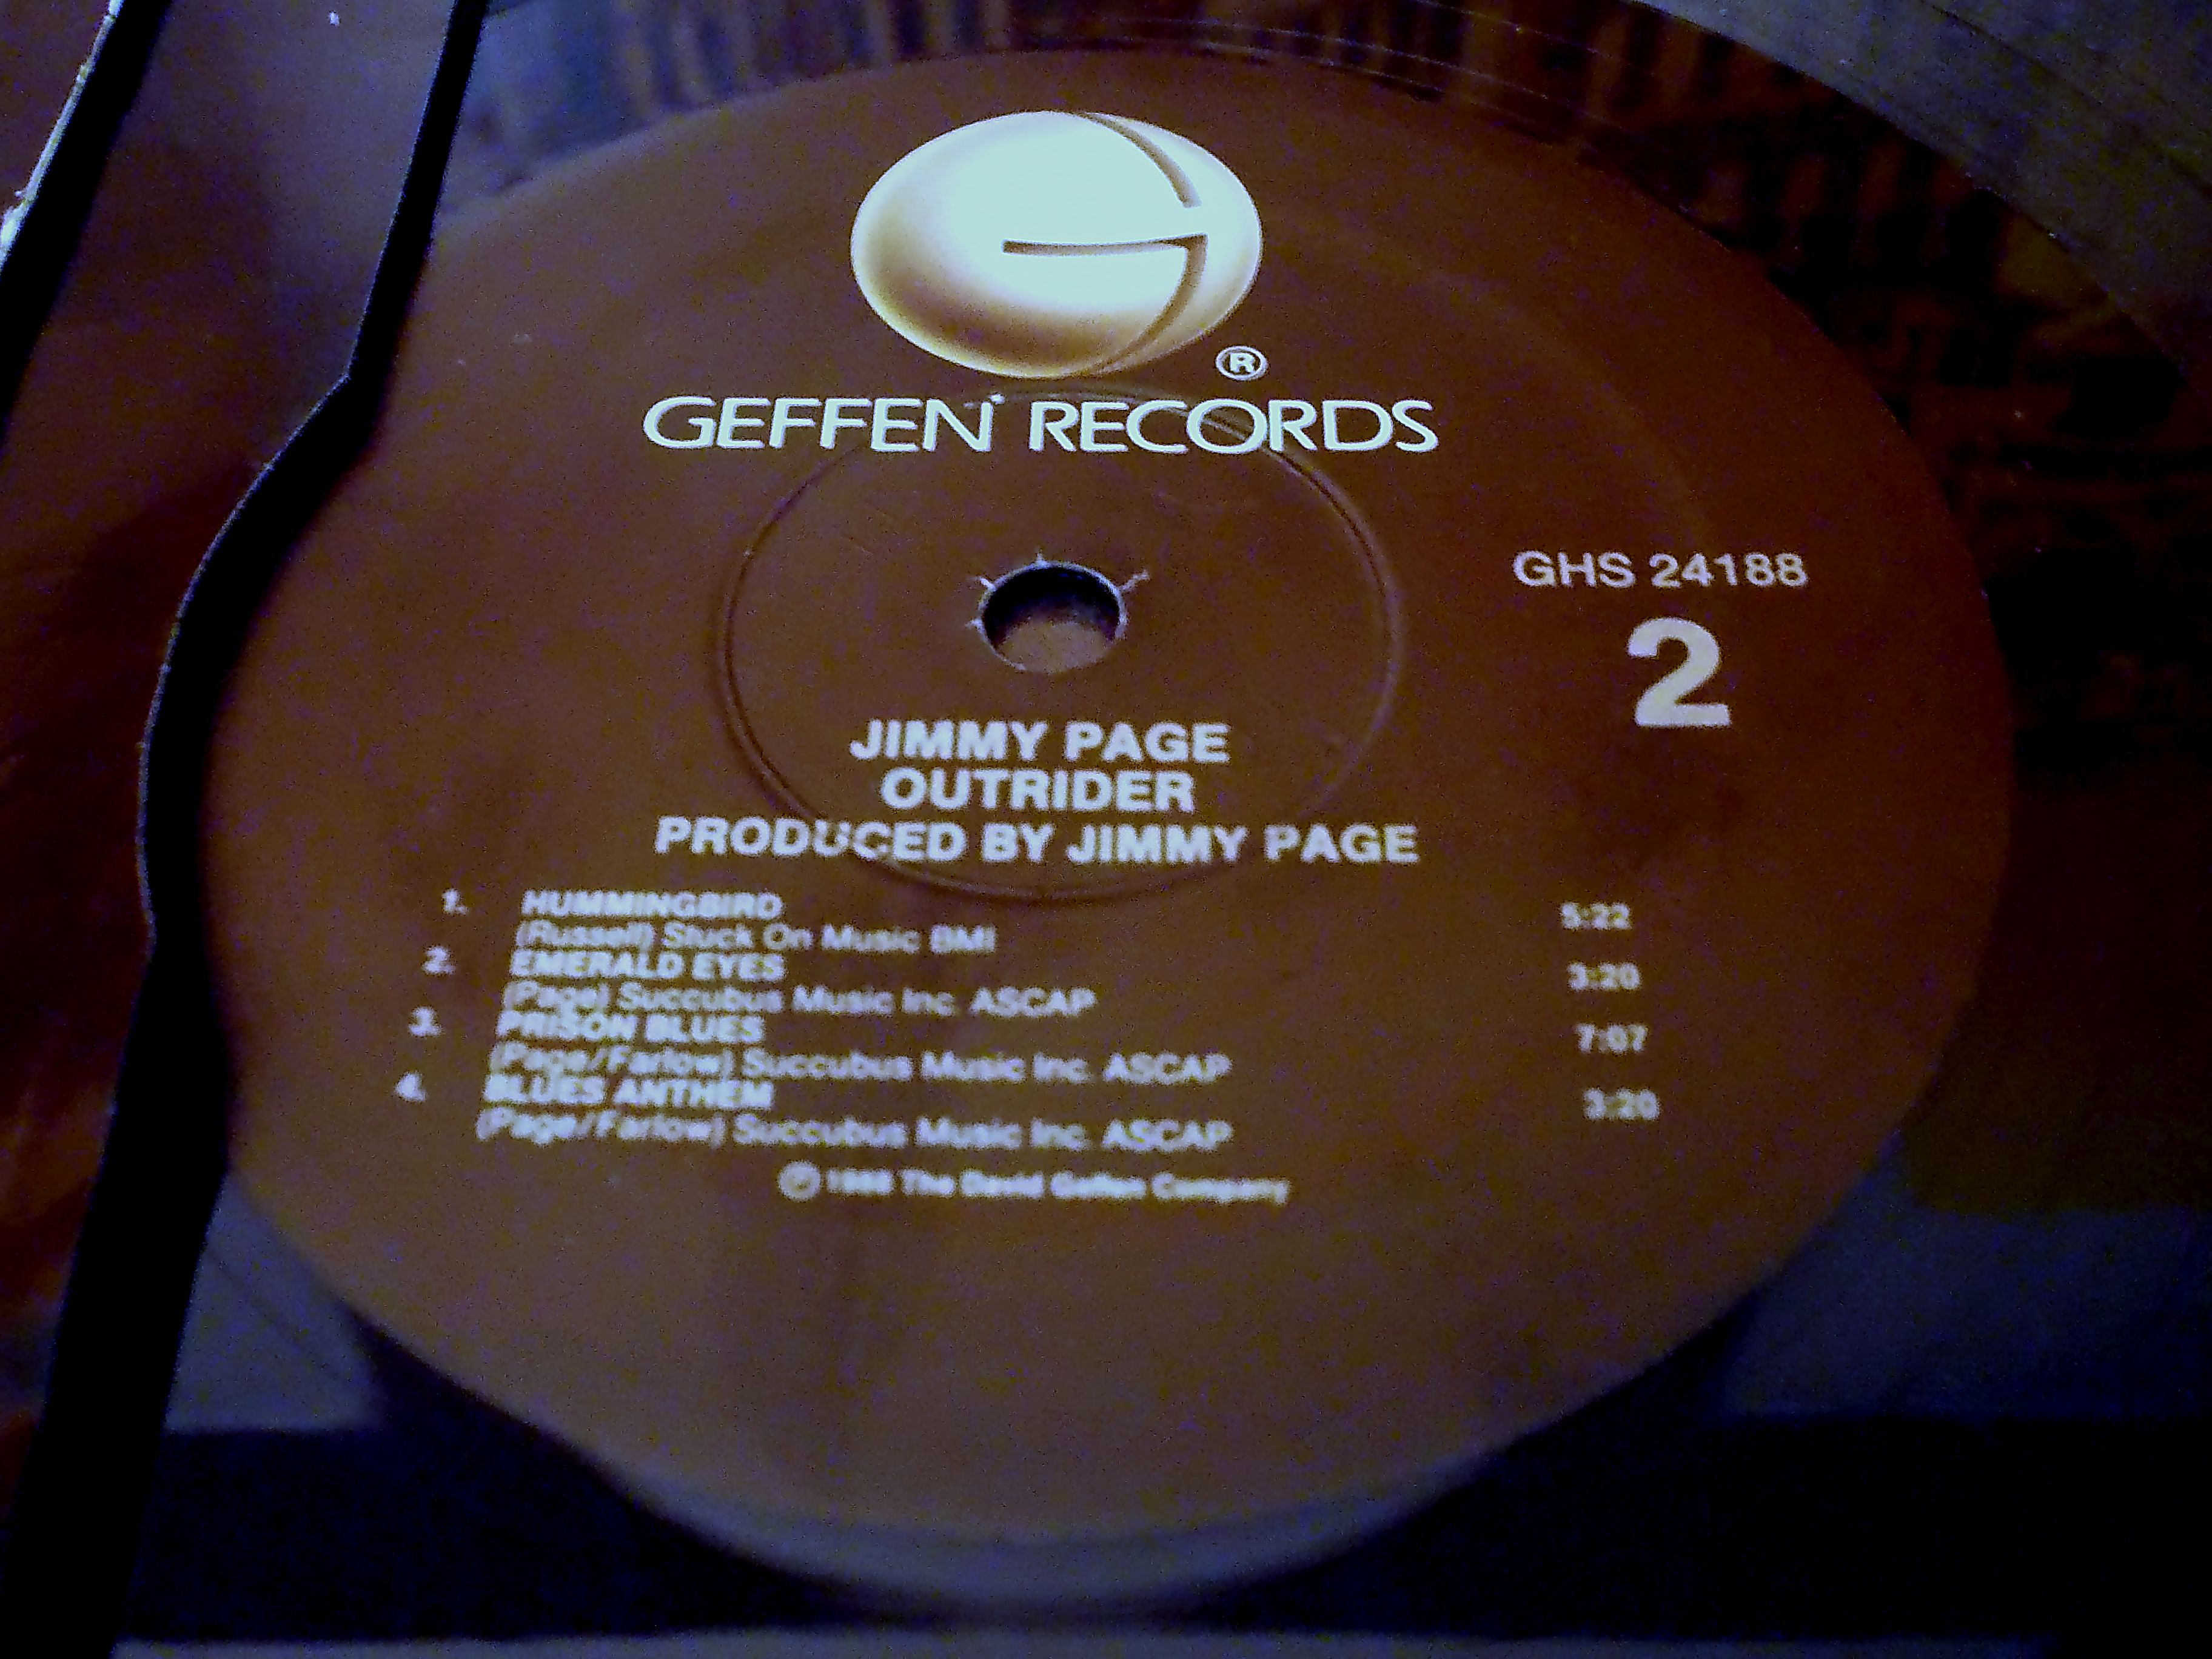 ®
GEFFEN RECORDS
GHS 24188
2
JIMMY PAGE
OUTRIDER
PRODUCED BY JIMMY PAGE
1. HUMMINGBIRD 5:22
(Russell) Stuck On Music BMI
2. EMERALD EYES 3:20
(Page) Succubus Music Inc. ASCAP
3. PRISON BLUES 7:07
(Page/Farlow) Succubus Music Inc. ASCAP
4. BLUES ANTHEM 3:20
(Page/Farlow) Succubus Music Inc. ASCAP
℗ 1988 The David Geffen Company